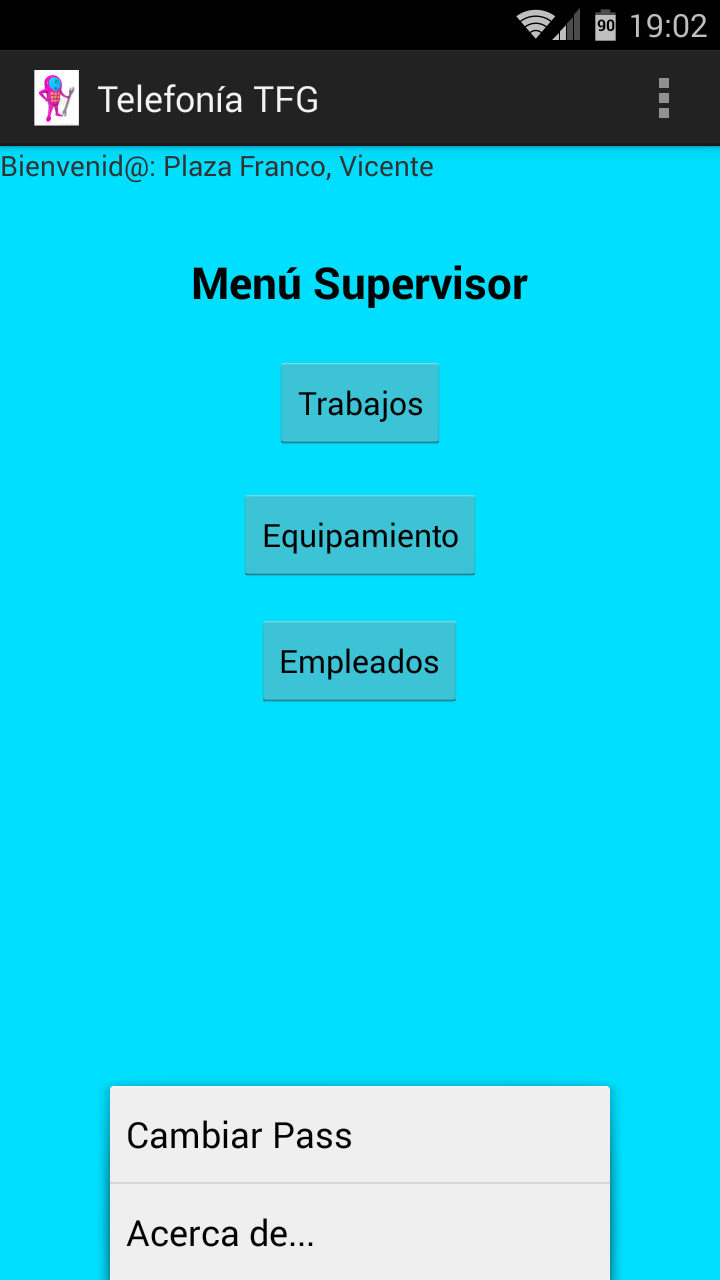 90 19:02
Telefonía TFG
Bienvenid@: Plaza Franco, Vicente
Menú Supervisor
Trabajos
Equipamiento
Empleados
Cambiar Pass
Acerca de...